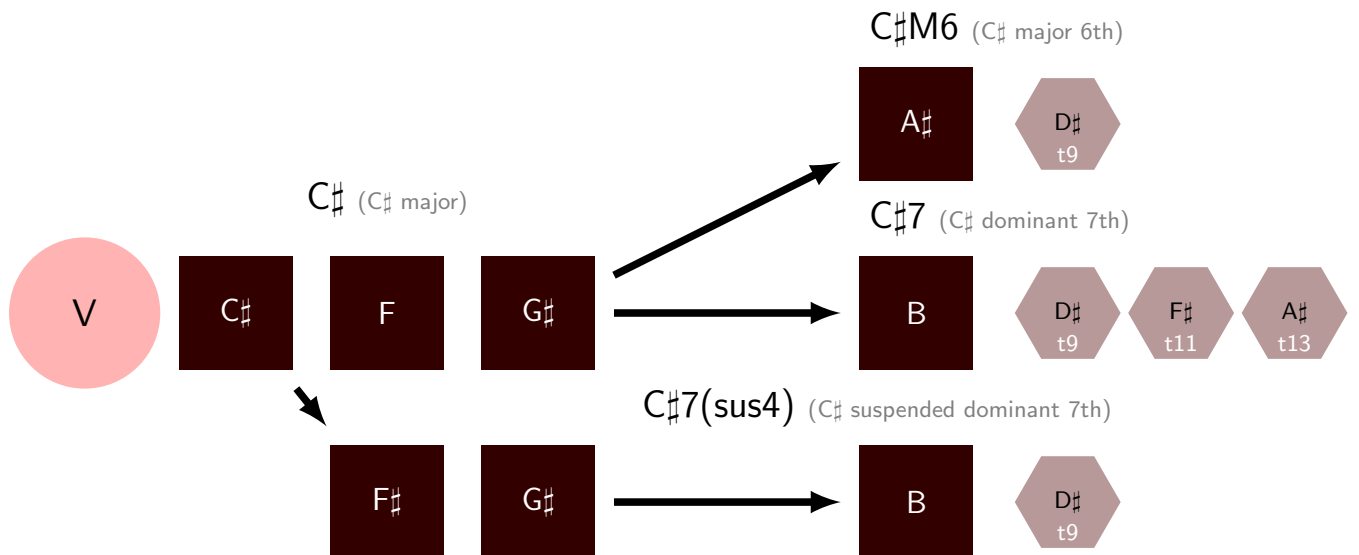 C♯M6 (C♯ major 6th)
A♯ D♯
t9
C♯ (C♯ major)
C♯7 (C♯ dominant 7th)
V C♯ F G♯ B D♯ F♯ A♯
t9 t11 t13
C♯7(sus4) (C♯ suspended dominant 7th)
F♯ G♯ B D♯
t9